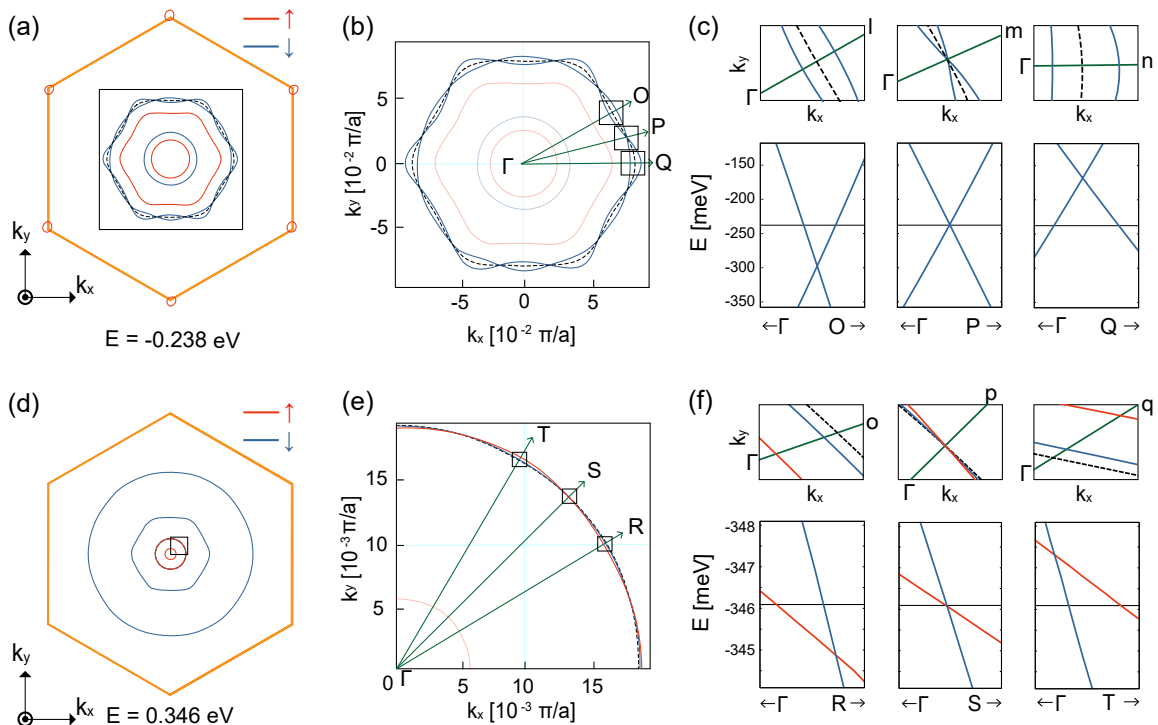 (a)
↑
↓
k_y
k_x
E = -0.238 eV
(b)
k_y [10^-2 π/a]
5
0
-5
Γ
O
P
Q
-5
0
5
k_x [10^-2 π/a]
(c)
k_y
Γ
l
k_x
Γ
m
k_x
Γ
n
k_x
E [meV]
-150
-200
-250
-300
-350
←Γ O→
←Γ P→
←Γ Q→
(d)
↑
↓
k_y
k_x
E = 0.346 eV
(e)
k_y [10^-3 π/a]
15
10
5
T
S
R
Γ
0
5
10
15
k_x [10^-3 π/a]
(f)
k_y
Γ
o
k_x
p
Γ
k_x
q
Γ
k_x
E [meV]
-348
-347
-346
-345
←Γ R→
←Γ S→
←Γ T→